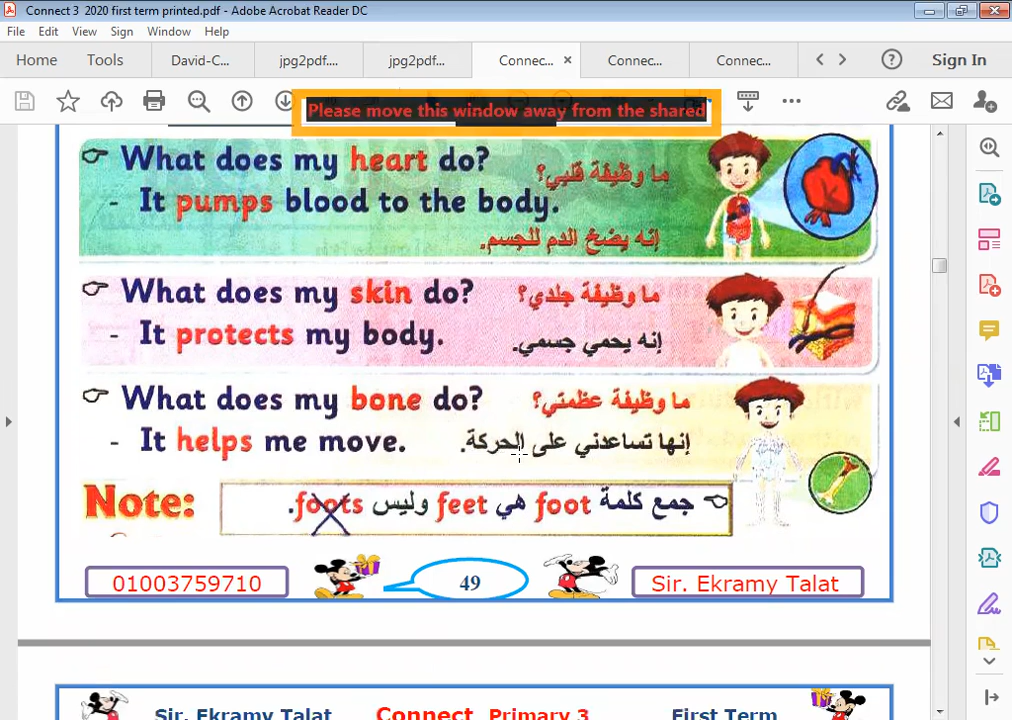 Connect 3 2020 first term printed.pdf - Adobe Acrobat Reader DC
File Edit View Sign Window Help
Home Tools David-C... jpg2pdf.... jpg2pdf... Connec... × Connec... Connec... Sign In
Please move this window away from the shared
What does my heart do? ما وظيفة قلبي؟
- It pumps blood to the body.
إنه يضخ الدم للجسم.
What does my skin do? ما وظيفة جلدي؟
- It protects my body. إنه يحمي جسمي.
What does my bone do? ما وظيفة عظمتي؟
- It helps me move. إنها تساعدني على الحركة.
Note: جمع كلمة foot هي feet وليس foots.
01003759710 49 Sir. Ekramy Talat
Sir. Ekramy Talat Connect Primary 3 First Term